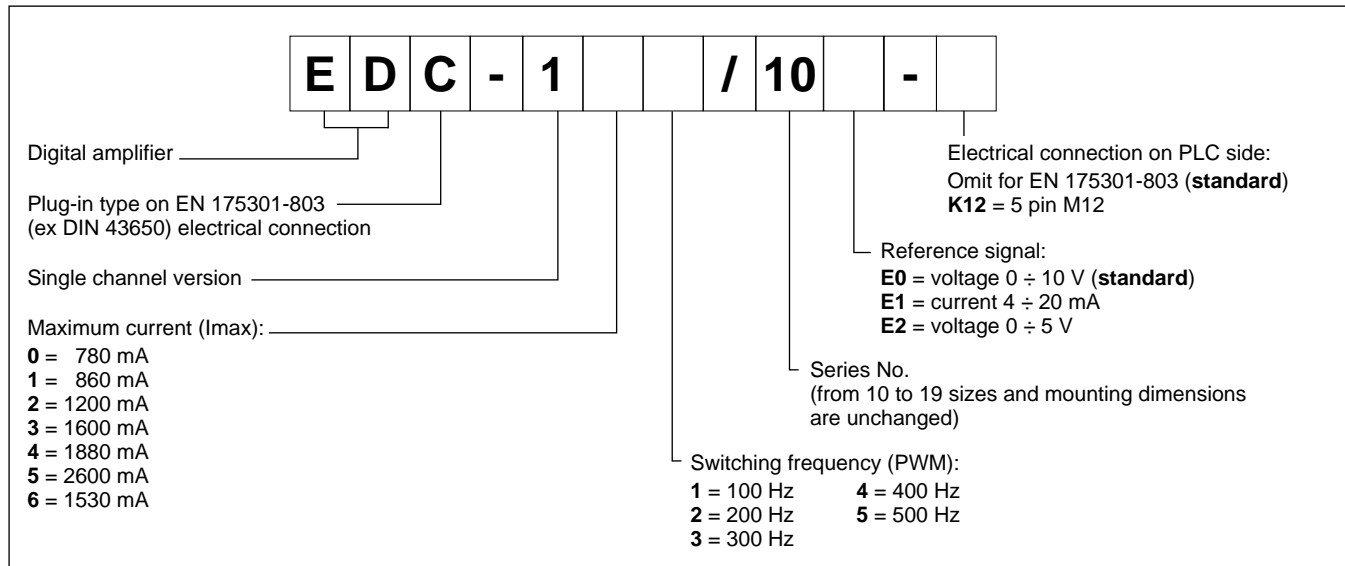 E D C - 1 / 10 -
Digital amplifier
Plug-in type on EN 175301-803
(ex DIN 43650) electrical connection
Single channel version
Maximum current (Imax):
0 = 780 mA
1 = 860 mA
2 = 1200 mA
3 = 1600 mA
4 = 1880 mA
5 = 2600 mA
6 = 1530 mA
Electrical connection on PLC side:
Omit for EN 175301-803 (standard)
K12 = 5 pin M12
Reference signal:
E0 = voltage 0 ÷ 10 V (standard)
E1 = current 4 ÷ 20 mA
E2 = voltage 0 ÷ 5 V
Series No.
(from 10 to 19 sizes and mounting dimensions
are unchanged)
Switching frequency (PWM):
1 = 100 Hz 4 = 400 Hz
2 = 200 Hz 5 = 500 Hz
3 = 300 Hz